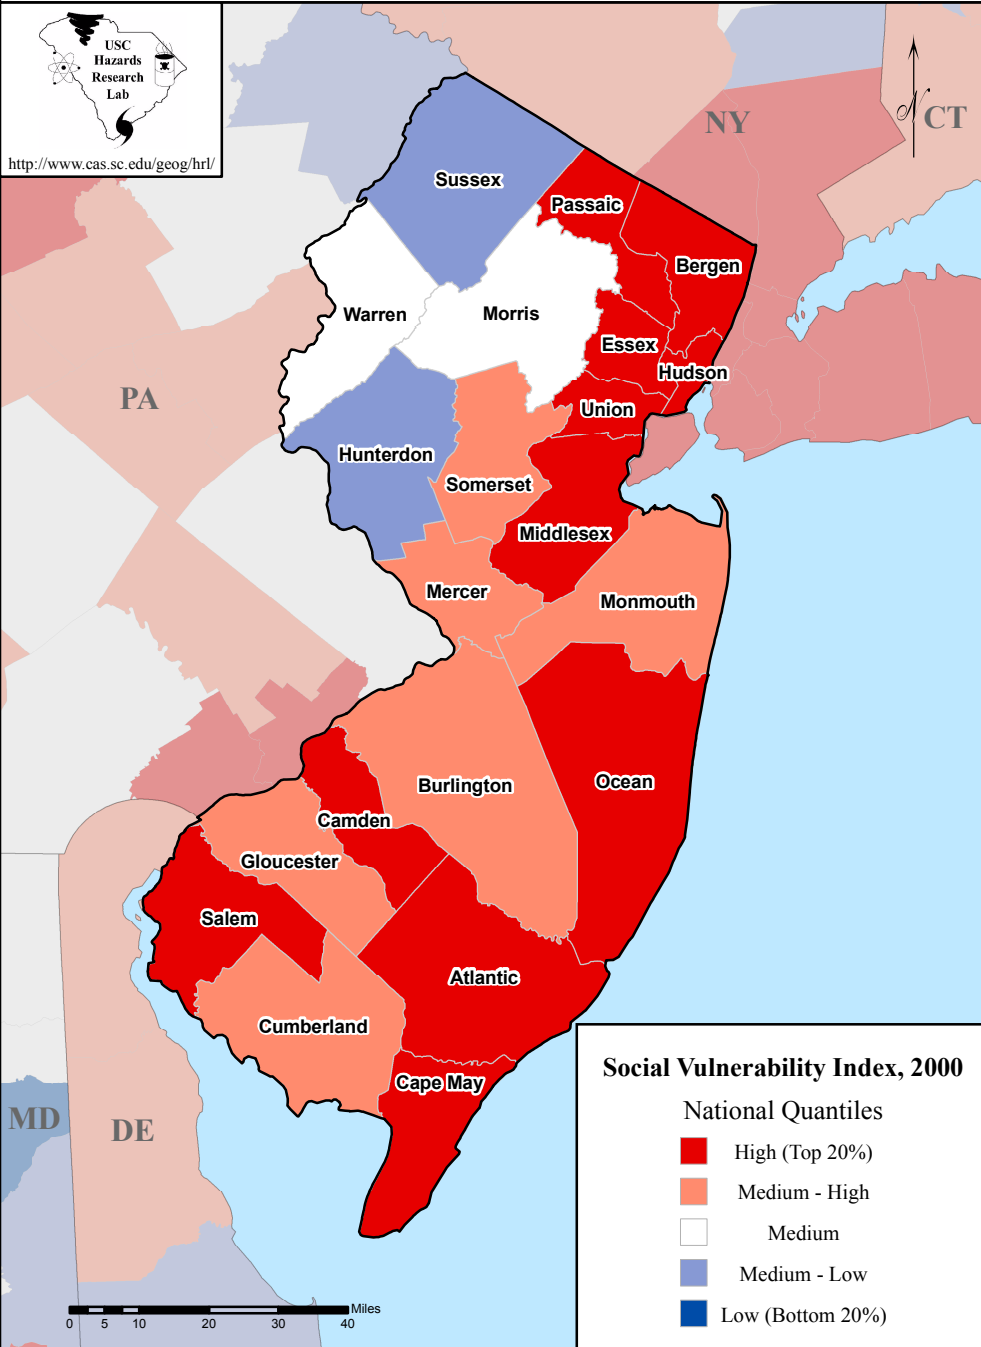 USC
Hazards
Research
Lab
http://www.cas.sc.edu/geog/hrl/
NY
N
CT
Sussex
Passaic
Bergen
Warren
Morris
Essex
Hudson
PA
Union
Hunterdon
Somerset
Middlesex
Mercer
Monmouth
Burlington
Ocean
Camden
Gloucester
Salem
Atlantic
Cumberland
Cape May
MD
DE
Social Vulnerability Index, 2000
National Quantiles
High (Top 20%)
Medium - High
Medium
Medium - Low
Low (Bottom 20%)
Miles
0 5 10 20 30 40